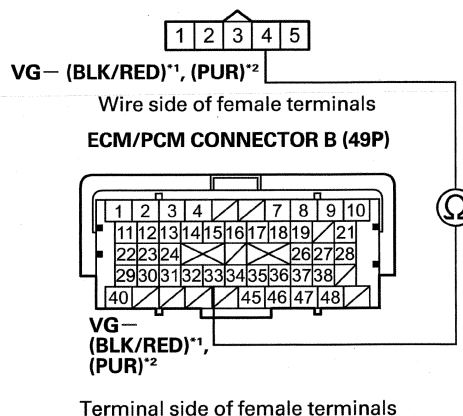 1 2 3 4 5
VG— (BLK/RED)*1, (PUR)*2
Wire side of female terminals
ECM/PCM CONNECTOR B (49P)
1 2 3 4 7 8 9 10
11 12 13 14 15 16 17 18 19 21
22 23 24 26 27 28
29 30 31 32 33 34 35 36 37 38
40 45 46 47 48
Ω
VG—
(BLK/RED)*1,
(PUR)*2
Terminal side of female terminals